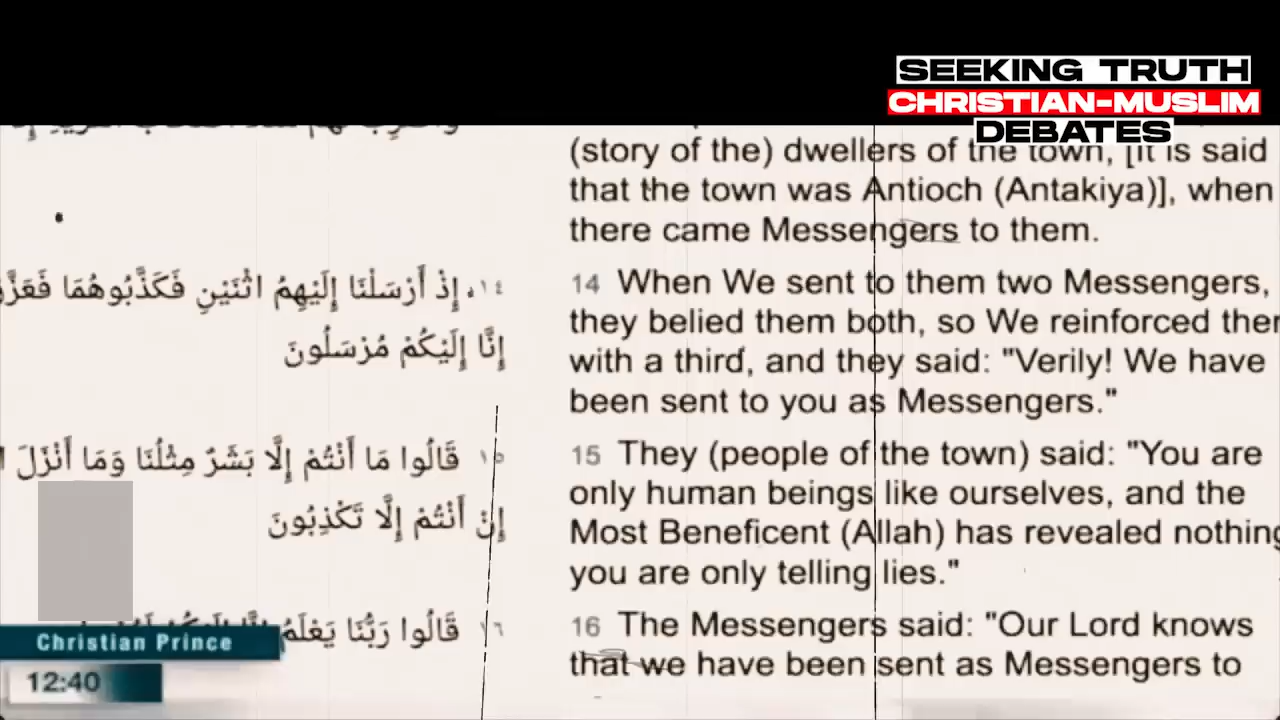 SEEKING TRUTH
CHRISTIAN-MUSLIM
DEBATES
(story of the) dwellers of the town, [it is said
that the town was Antioch (Antakiya)], when
there came Messengers to them.
١٤ إِذْ أَرْسَلْنَا إِلَيْهِمُ اثْنَيْنِ فَكَذَّبُوهُمَا
إِنَّا إِلَيْكُمْ مُرْسَلُونَ
14 When We sent to them two Messengers,
they belied them both, so We reinforced them
with a third, and they said: "Verily! We have
been sent to you as Messengers."
١٥ قَالُوا مَا أَنْتُمْ إِلَّا بَشَرٌ مِثْلُنَا وَمَا أَنْزَلَ
إِنْ أَنْتُمْ إِلَّا تَكْذِبُونَ
15 They (people of the town) said: "You are
only human beings like ourselves, and the
Most Beneficent (Allah) has revealed nothing
you are only telling lies."
١٦ قَالُوا رَبُّنَا يَعْلَمُ
16 The Messengers said: "Our Lord knows
that we have been sent as Messengers to
Christian Prince
12:40